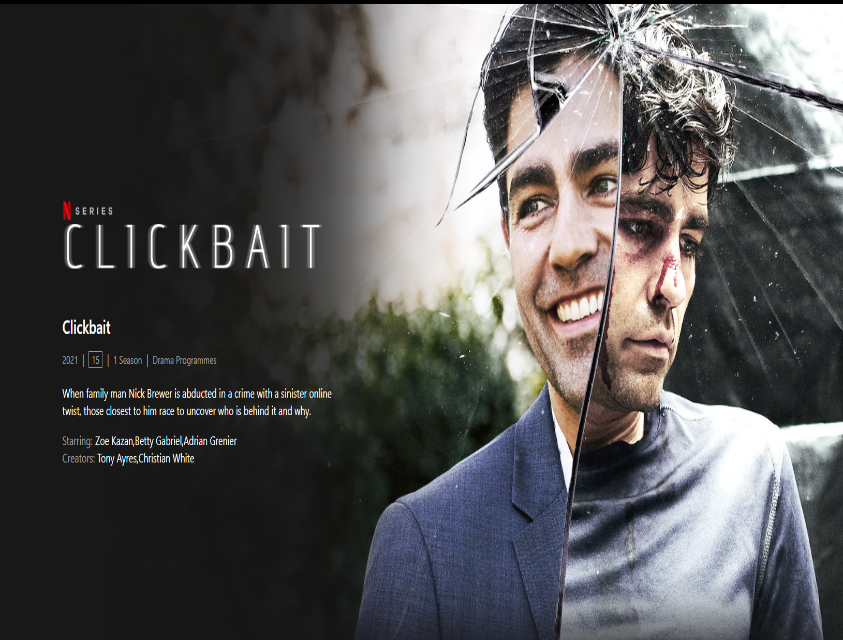 N SERIES
CLICKBAIT
Clickbait
2021 | 15 | 1 Season | Drama Programmes
When family man Nick Brewer is abducted in a crime with a sinister online
twist, those closest to him race to uncover who is behind it and why.
Starring: Zoe Kazan,Betty Gabriel,Adrian Grenier
Creators: Tony Ayres,Christian White